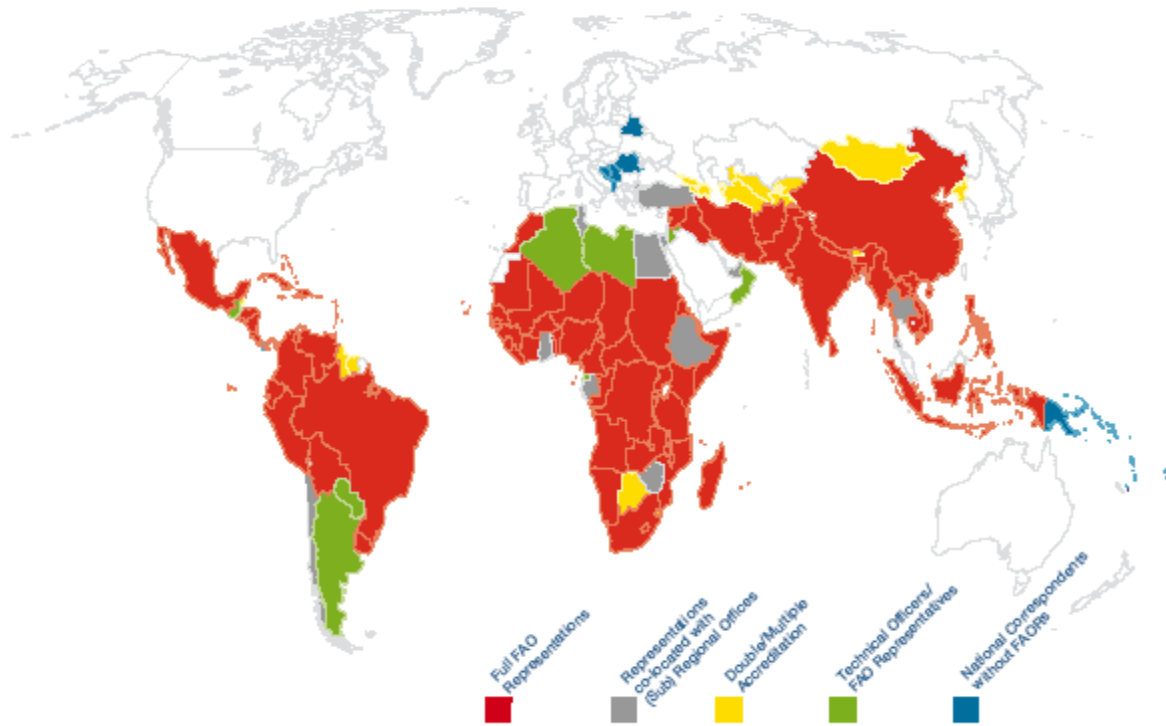 Full FAO
Representations
Representations
co-located with
(Sub) Regional Offices
Double/Multiple
Accreditation
Technical Officers/
FAO Representatives
National Correspondents
without FAORs